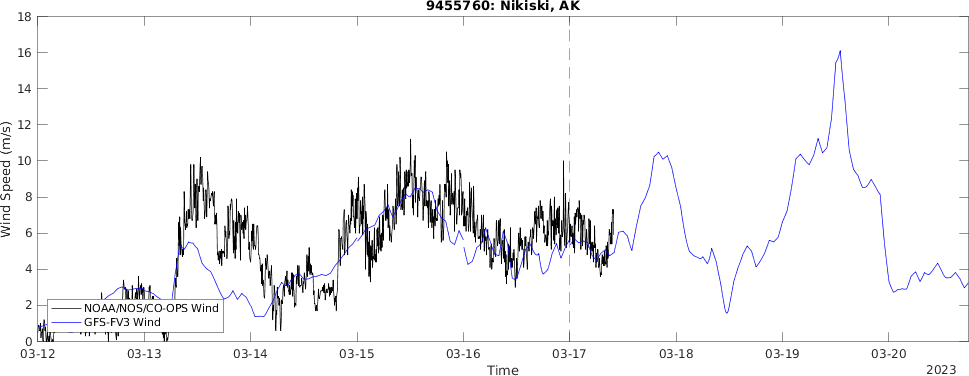 9455760: Nikiski, AK
18
16
14
12
10
8
6
4
2
0
Wind Speed (m/s)
NOAA/NOS/CO-OPS Wind
GFS-FV3 Wind
03-12 03-13 03-14 03-15 03-16 03-17 03-18 03-19 03-20
Time
2023